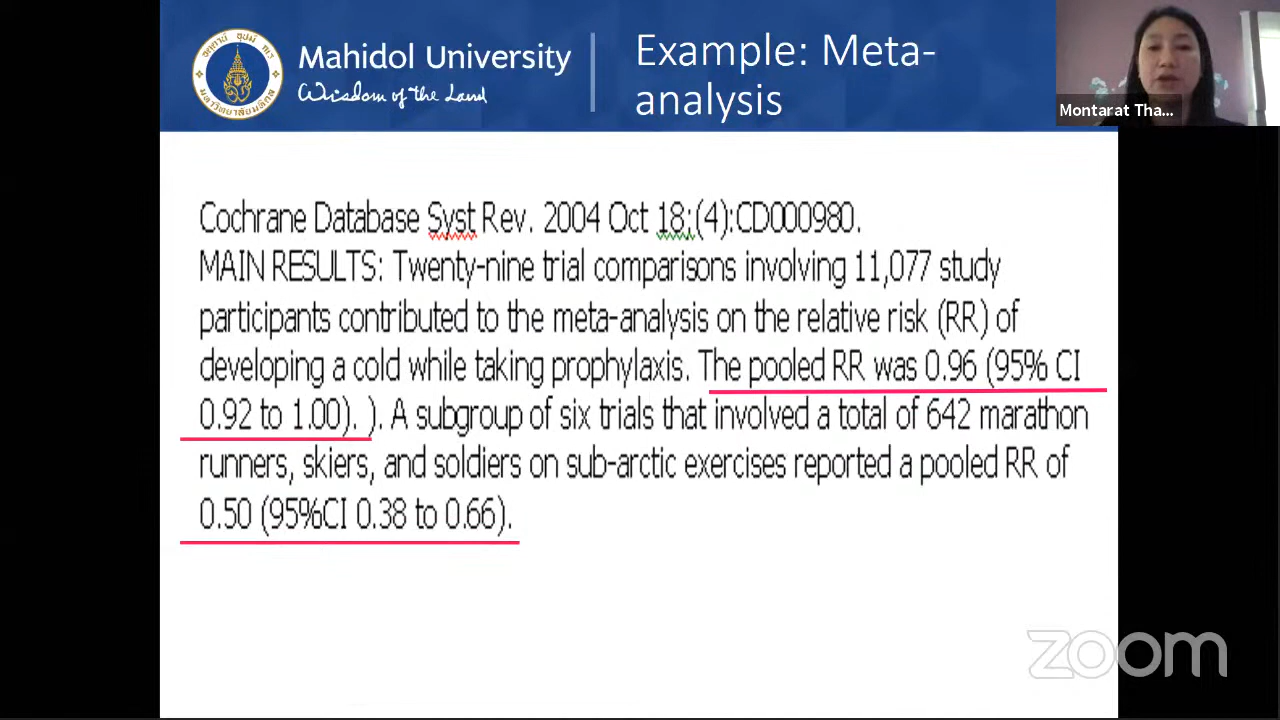 Mahidol University
Wisdom of the Land
Example: Meta-
analysis
Montarat Tha...
Cochrane Database Syst Rev. 2004 Oct 18;(4):CD000980.
MAIN RESULTS: Twenty-nine trial comparisons involving 11,077 study
participants contributed to the meta-analysis on the relative risk (RR) of
developing a cold while taking prophylaxis. The pooled RR was 0.96 (95% CI
0.92 to 1.00). ). A subgroup of six trials that involved a total of 642 marathon
runners, skiers, and soldiers on sub-arctic exercises reported a pooled RR of
0.50 (95%CI 0.38 to 0.66).
zoom